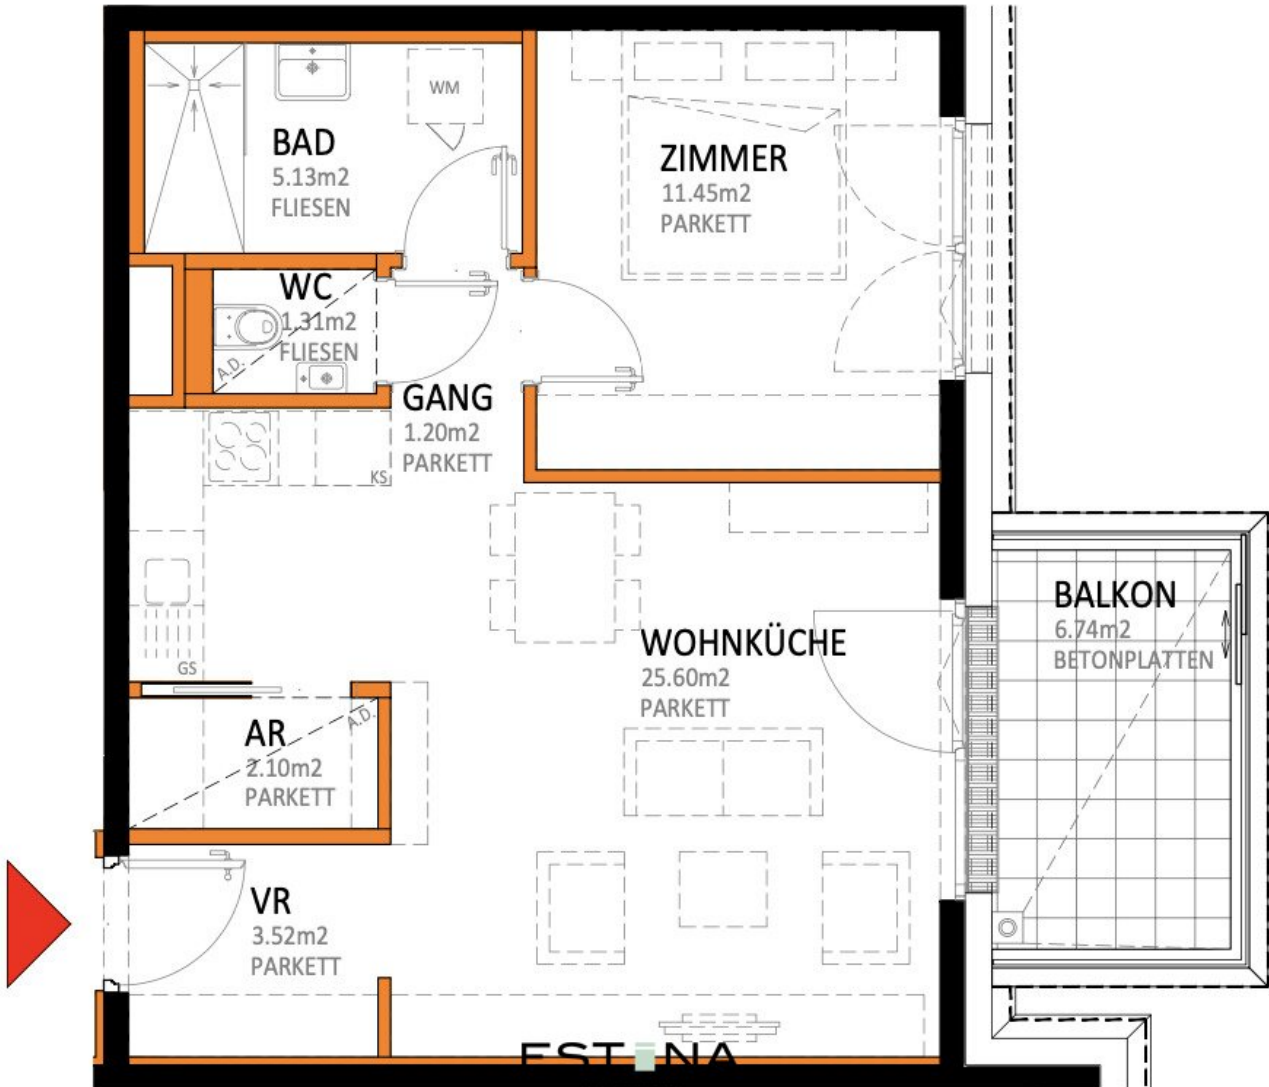 BAD
5.13m2
FLIESEN
WM
ZIMMER
11.45m2
PARKETT
WC
1.31m2
FLIESEN
A.D.
GANG
1.20m2
PARKETT
KS
GS
WOHNKÜCHE
25.60m2
PARKETT
BALKON
6.74m2
BETONPLATTEN
AR
2.10m2
PARKETT
A.D.
VR
3.52m2
PARKETT